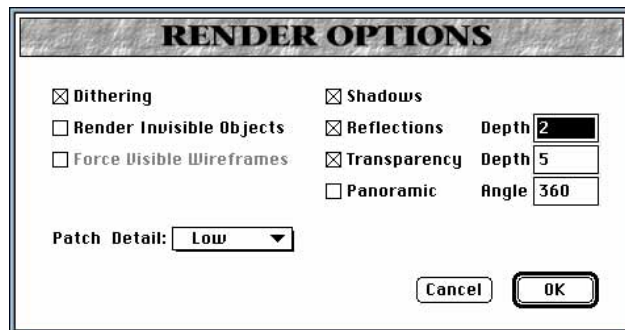 RENDER OPTIONS
Dithering
Render Invisible Objects
Force Visible Wireframes
Shadows
Reflections Depth 2
Transparency Depth 5
Panoramic Angle 360
Patch Detail: Low
Cancel OK